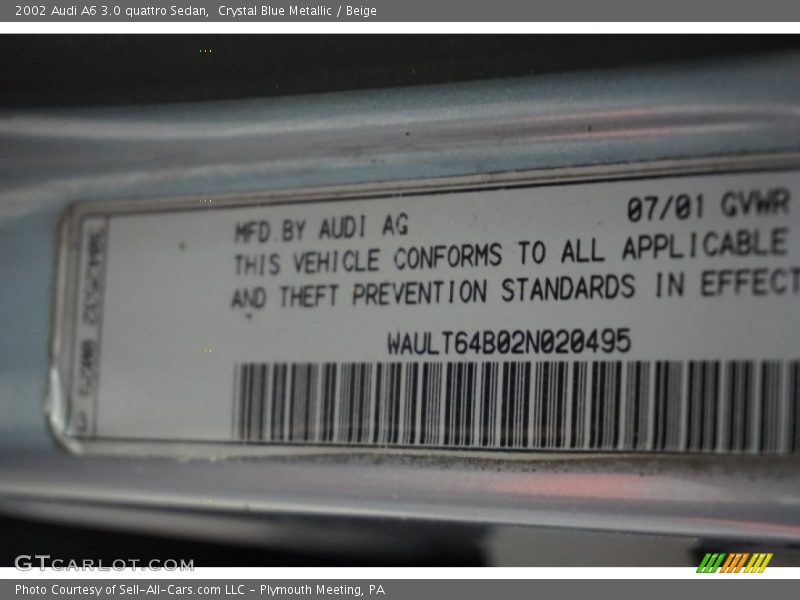 2002 Audi A6 3.0 quattro Sedan,  Crystal Blue Metallic / Beige
MFD.BY AUDI AG 07/01 GVWR
THIS VEHICLE CONFORMS TO ALL APPLICABLE
AND THEFT PREVENTION STANDARDS IN EFFECT
WAULT64B02N020495
GTCARLOT.COM
Photo Courtesy of Sell-All-Cars.com LLC - Plymouth Meeting, PA